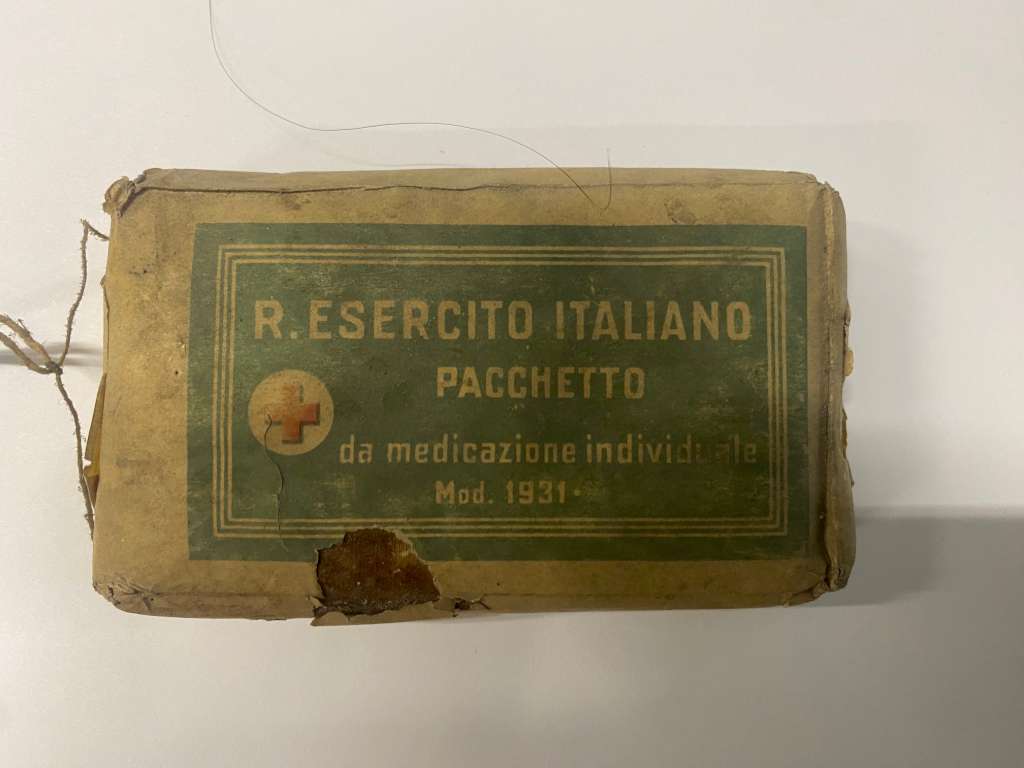 R. ESERCITO ITALIANO
PACCHETTO
da medicazione individuale
Mod. 1931